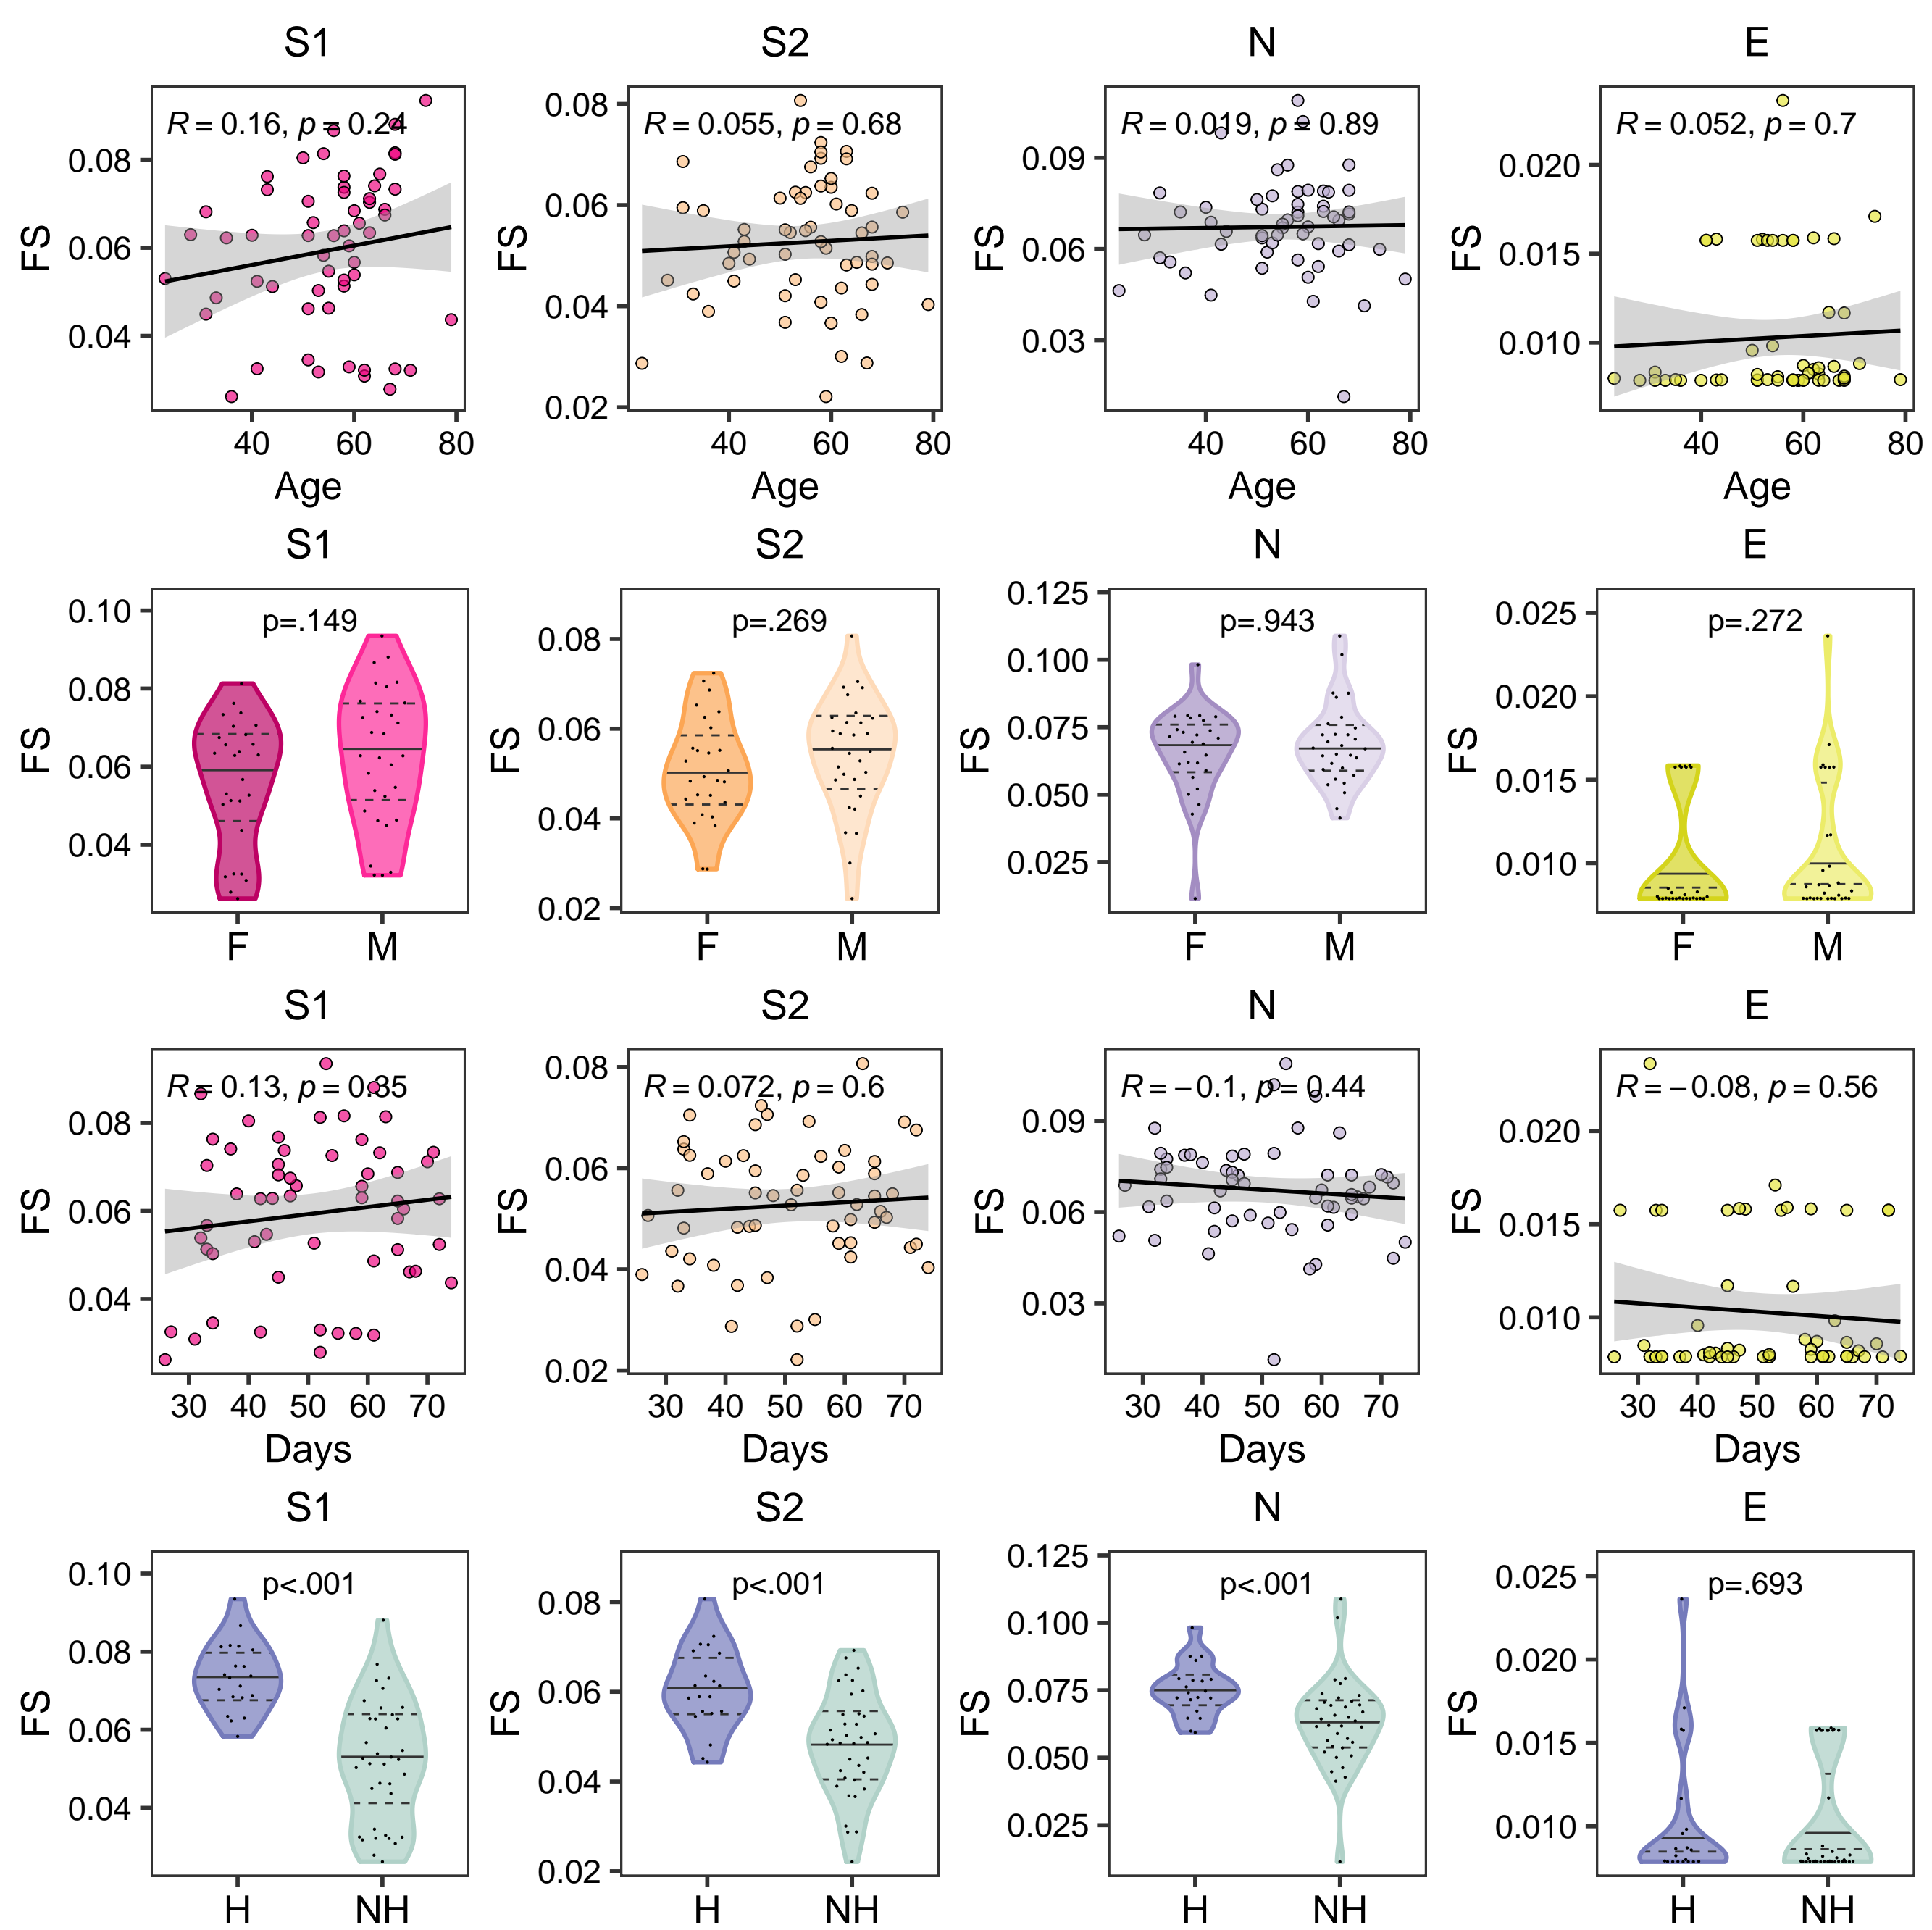 S1 S2 N E
R = 0.16, p = 0.24
FS
0.08
0.06
0.04
40 60 80
Age
R = 0.055, p = 0.68
FS
0.08
0.06
0.04
0.02
40 60 80
Age
R = 0.019, p = 0.89
FS
0.09
0.06
0.03
40 60 80
Age
R = 0.052, p = 0.7
FS
0.020
0.015
0.010
40 60 80
Age
S1 S2 N E
p=.149
FS
0.10
0.08
0.06
0.04
F M
p=.269
FS
0.08
0.06
0.04
0.02
F M
p=.943
FS
0.125
0.100
0.075
0.050
0.025
F M
p=.272
FS
0.025
0.020
0.015
0.010
F M
S1 S2 N E
R = 0.13, p = 0.35
FS
0.08
0.06
0.04
30 40 50 60 70
Days
R = 0.072, p = 0.6
FS
0.08
0.06
0.04
0.02
30 40 50 60 70
Days
R = −0.1, p = 0.44
FS
0.09
0.06
0.03
30 40 50 60 70
Days
R = −0.08, p = 0.56
FS
0.020
0.015
0.010
30 40 50 60 70
Days
S1 S2 N E
p<.001
FS
0.10
0.08
0.06
0.04
H NH
p<.001
FS
0.08
0.06
0.04
0.02
H NH
p<.001
FS
0.125
0.100
0.075
0.050
0.025
H NH
p=.693
FS
0.025
0.020
0.015
0.010
H NH